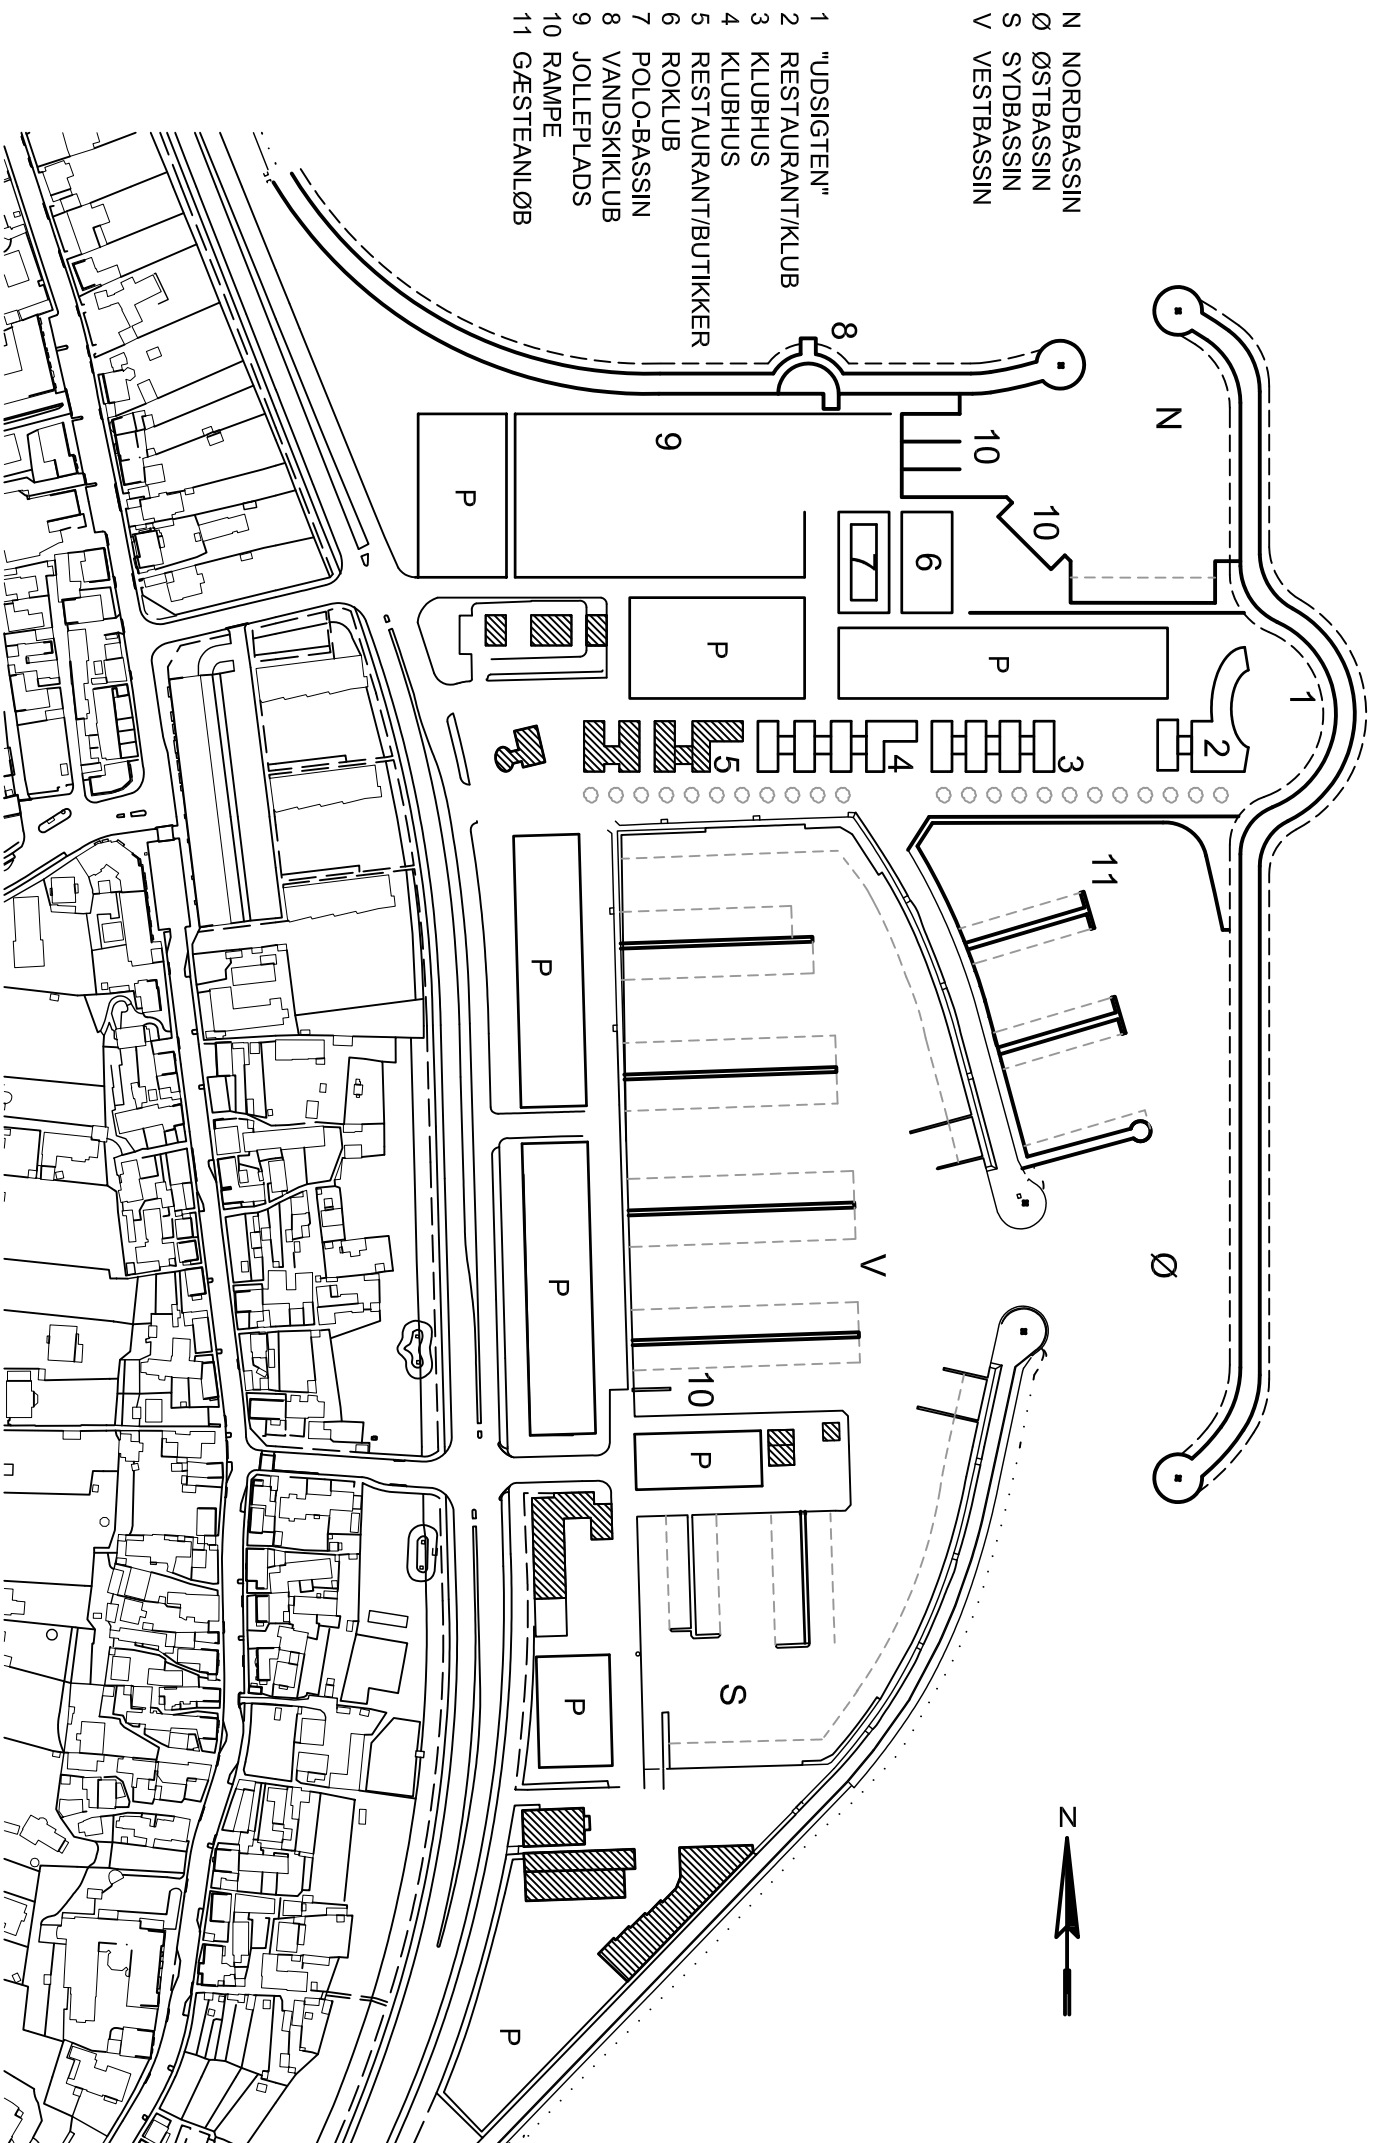 N NORDBASSIN
Ø ØSTBASSIN
S SYDBASSIN
V VESTBASSIN
1 "UDSIGTEN"
2 RESTAURANT/KLUB
3 KLUBHUS
4 KLUBHUS
5 RESTAURANT/BUTIKKER
6 ROKLUB
7 POLO-BASSIN
8 VANDSKIKLUB
9 JOLLEPLADS
10 RAMPE
11 GÆSTEANLØB
N
1
2
3
4
5
6
7
8
9
10
10
11
P
P
P
Ø
V
10
P
P
P
S
P
P
N